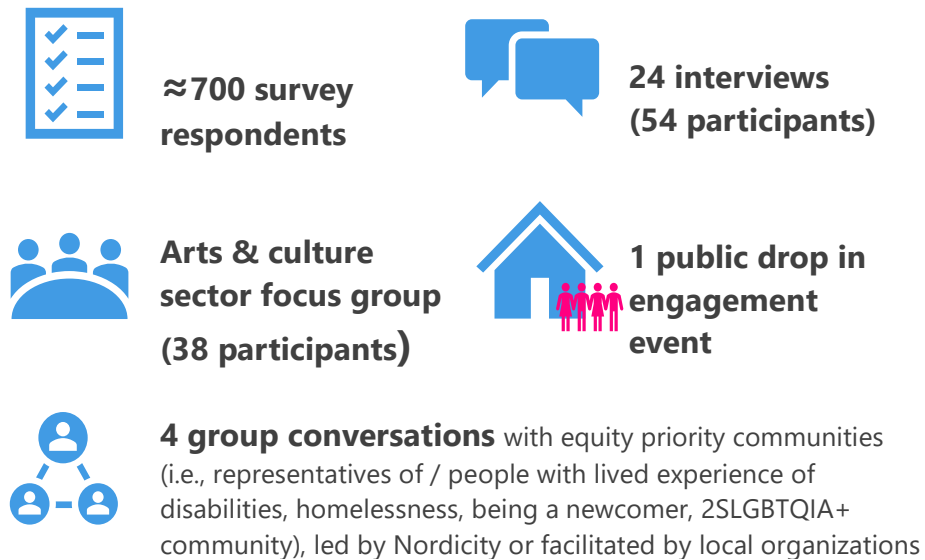 ≈700 survey
respondents
24 interviews
(54 participants)
Arts & culture
sector focus group
(38 participants)
1 public drop in
engagement
event
4 group conversations with equity priority communities
(i.e., representatives of / people with lived experience of
disabilities, homelessness, being a newcomer, 2SLGBTQIA+
community), led by Nordicity or facilitated by local organizations